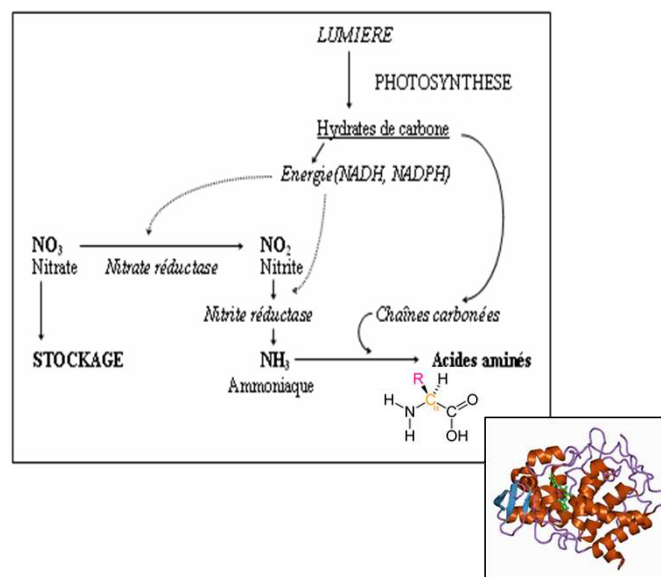 LUMIERE
PHOTOSYNTHESE
Hydrates de carbone
Energie(NADH, NADPH)
NO₃ NO₂
Nitrate Nitrate réductase Nitrite
Nitrite réductase Chaînes carbonées
STOCKAGE NH₃ Acides aminés
Ammoniaque
R H
H N Cα C O
H OH